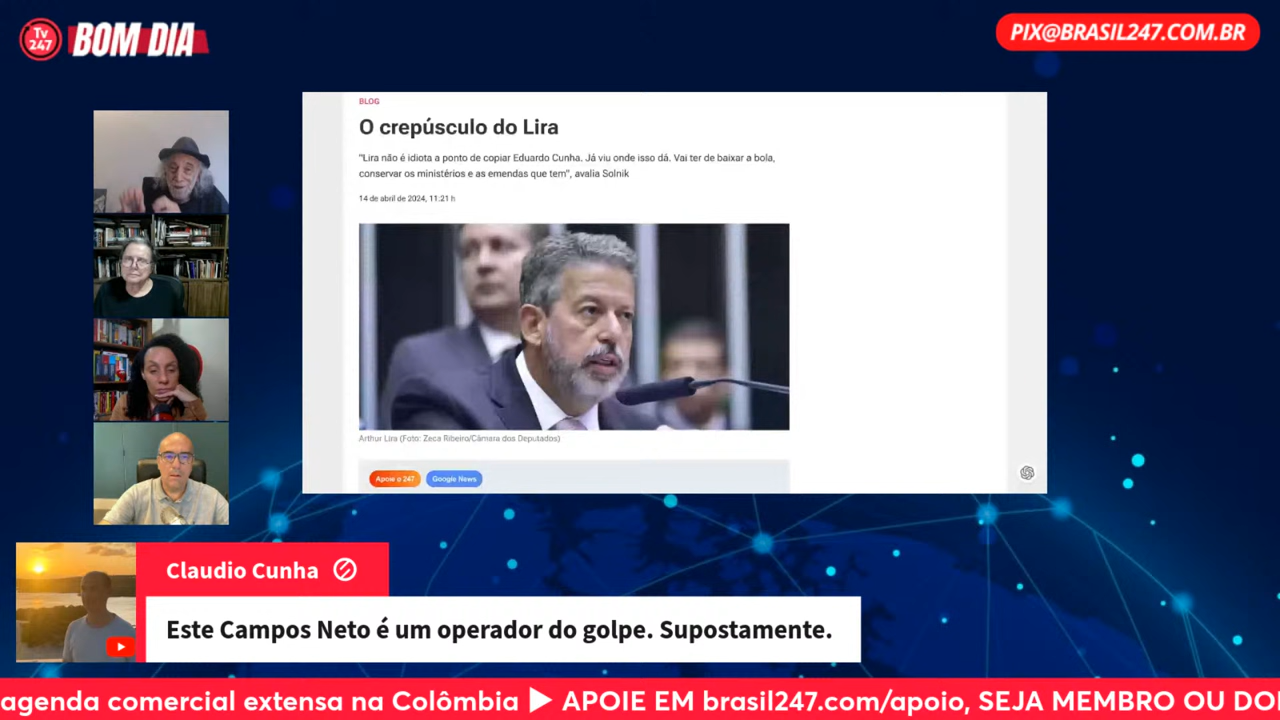 Tv 247
BOM DIA
PIX@BRASIL247.COM.BR
BLOG
O crepúsculo do Lira
"Lira não é idiota a ponto de copiar Eduardo Cunha. Já viu onde isso dá. Vai ter de baixar a bola,
conservar os ministérios e as emendas que tem", avalia Solnik
14 de abril de 2024, 11:21 h
Arthur Lira (Foto: Zeca Ribeiro/Câmara dos Deputados)
Apoie o 247
Google News
Claudio Cunha
Este Campos Neto é um operador do golpe. Supostamente.
agenda comercial extensa na Colômbia ▶ APOIE EM brasil247.com/apoio, SEJA MEMBRO OU DO